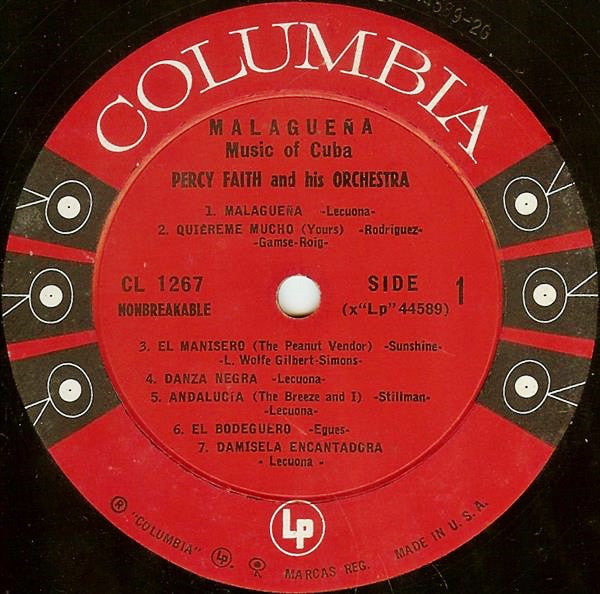 COLUMBIA
MALAGUEÑA
Music of Cuba
PERCY FAITH and his ORCHESTRA
1. MALAGUEÑA -Lecuona-
2. QUIEREME MUCHO (Yours) -Rodriguez-
-Gamse-Roig-
CL 1267
NONBREAKABLE
SIDE 1
(x"Lp" 44589)
3. EL MANISERO (The Peanut Vendor) -Sunshine-
-L. Wolfe Gilbert-Simons-
4. DANZA NEGRA -Lecuona-
5. ANDALUCÍA (The Breeze and I) -Stillman-
-Lecuona-
6. EL BODEGUERO -Egues-
7. DAMISELA ENCANTADORA
- Lecuona -
Lp
® "COLUMBIA" Lp. MARCAS REG. MADE IN U.S.A.